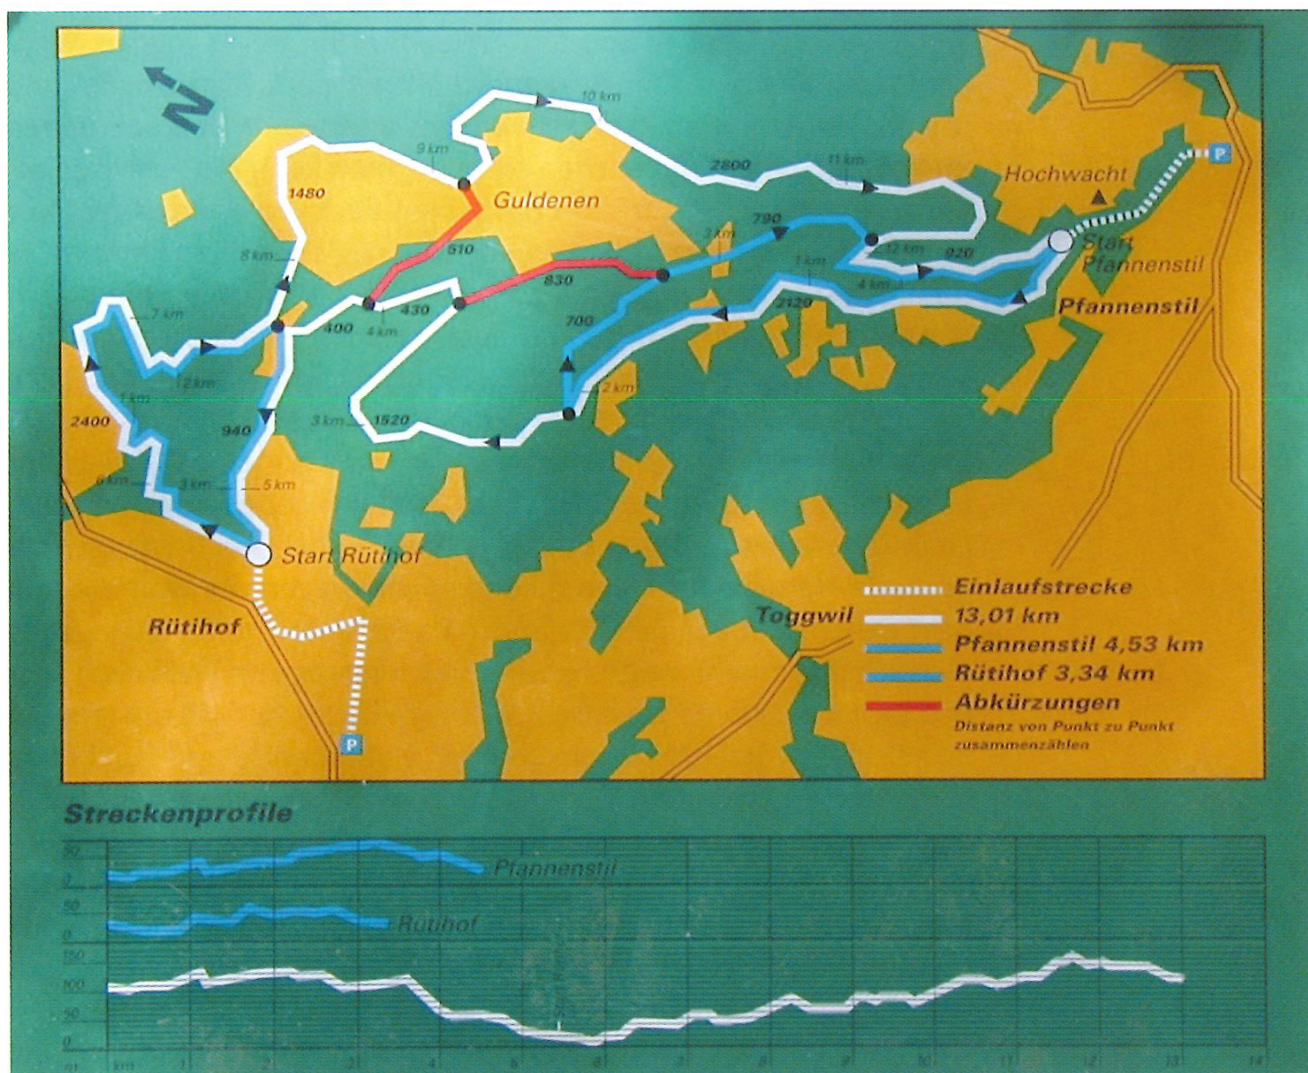 N
10 km
9 km
2800
11 km
Hochwacht
P
1480
Guldenen
790
3 km
510
12 km
920
Start
Pfannenstil
8 km
830
1 km
4 km
2120
Pfannenstil
7 km
400
4 km
430
700
2 km
1 km
2 km
2400
940
3 km
1520
6 km
3 km
5 km
Start Rütihof
Rütihof
P
Toggwil
Einlaufstrecke
13,01 km
Pfannenstil 4,53 km
Rütihof 3,34 km
Abkürzungen
Distanz von Punkt zu Punkt
zusammenzählen
Streckenprofile
50
0
Pfannenstil
50
0
Rütihof
150
100
50
0
m km 1 2 3 4 5 6 7 8 9 10 11 12 13 14